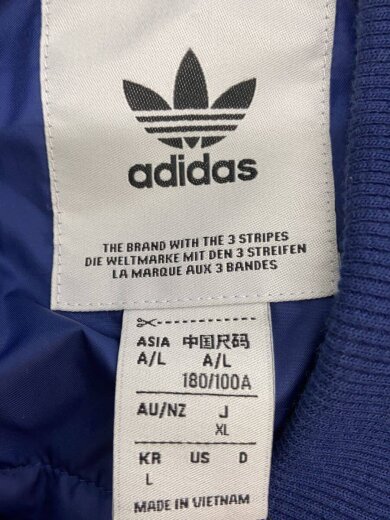 adidas
THE BRAND WITH THE 3 STRIPES
DIE WELTMARKE MIT DEN 3 STREIFEN
LA MARQUE AUX 3 BANDES
ASIA 中国尺码
A/L A/L
180/100A
AU/NZ J
XL
KR US D
L
MADE IN VIETNAM